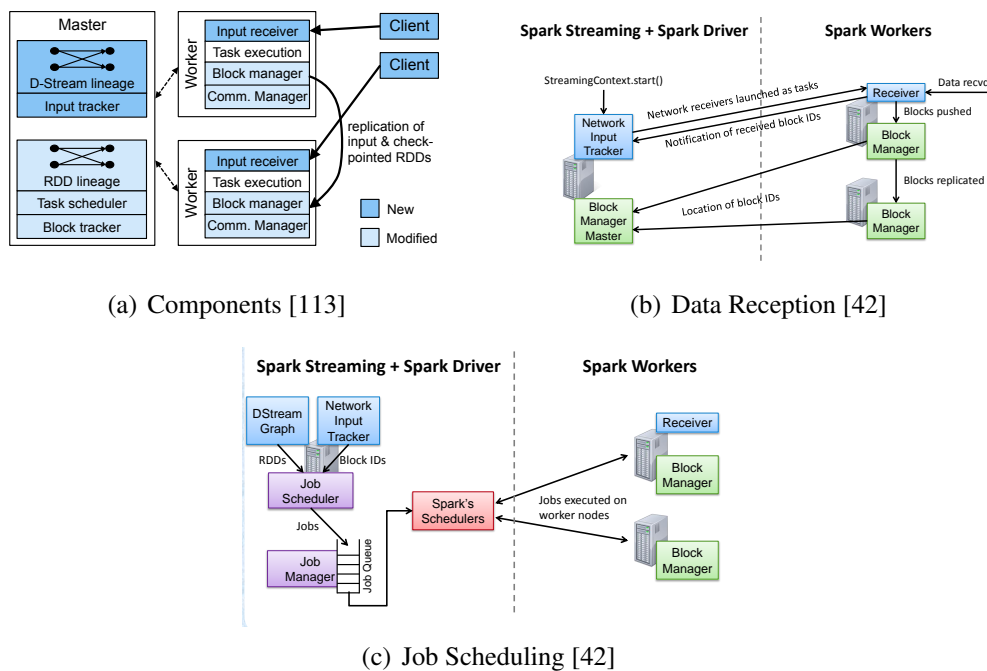 Master
D-Stream lineage
Input tracker
RDD lineage
Task scheduler
Block tracker
Worker
Input receiver
Task execution
Block manager
Comm. Manager
Worker
Input receiver
Task execution
Block manager
Comm. Manager
Client
Client
replication of
input & check-
pointed RDDs
New
Modified
(a) Components [113]
Spark Streaming + Spark Driver
Spark Workers
StreamingContext.start()
Network
Input
Tracker
Network receivers launched as tasks
Notification of received block IDs
Receiver
Data recvd
Blocks pushed
Block
Manager
Blocks replicated
Block
Manager
Location of block IDs
Block
Manager
Master
(b) Data Reception [42]
Spark Streaming + Spark Driver
Spark Workers
DStream
Graph
Network
Input
Tracker
RDDs
Block IDs
Job
Scheduler
Jobs
Job
Manager
Job Queue
Spark’s
Schedulers
Jobs executed on
worker nodes
Receiver
Block
Manager
Block
Manager
(c) Job Scheduling [42]